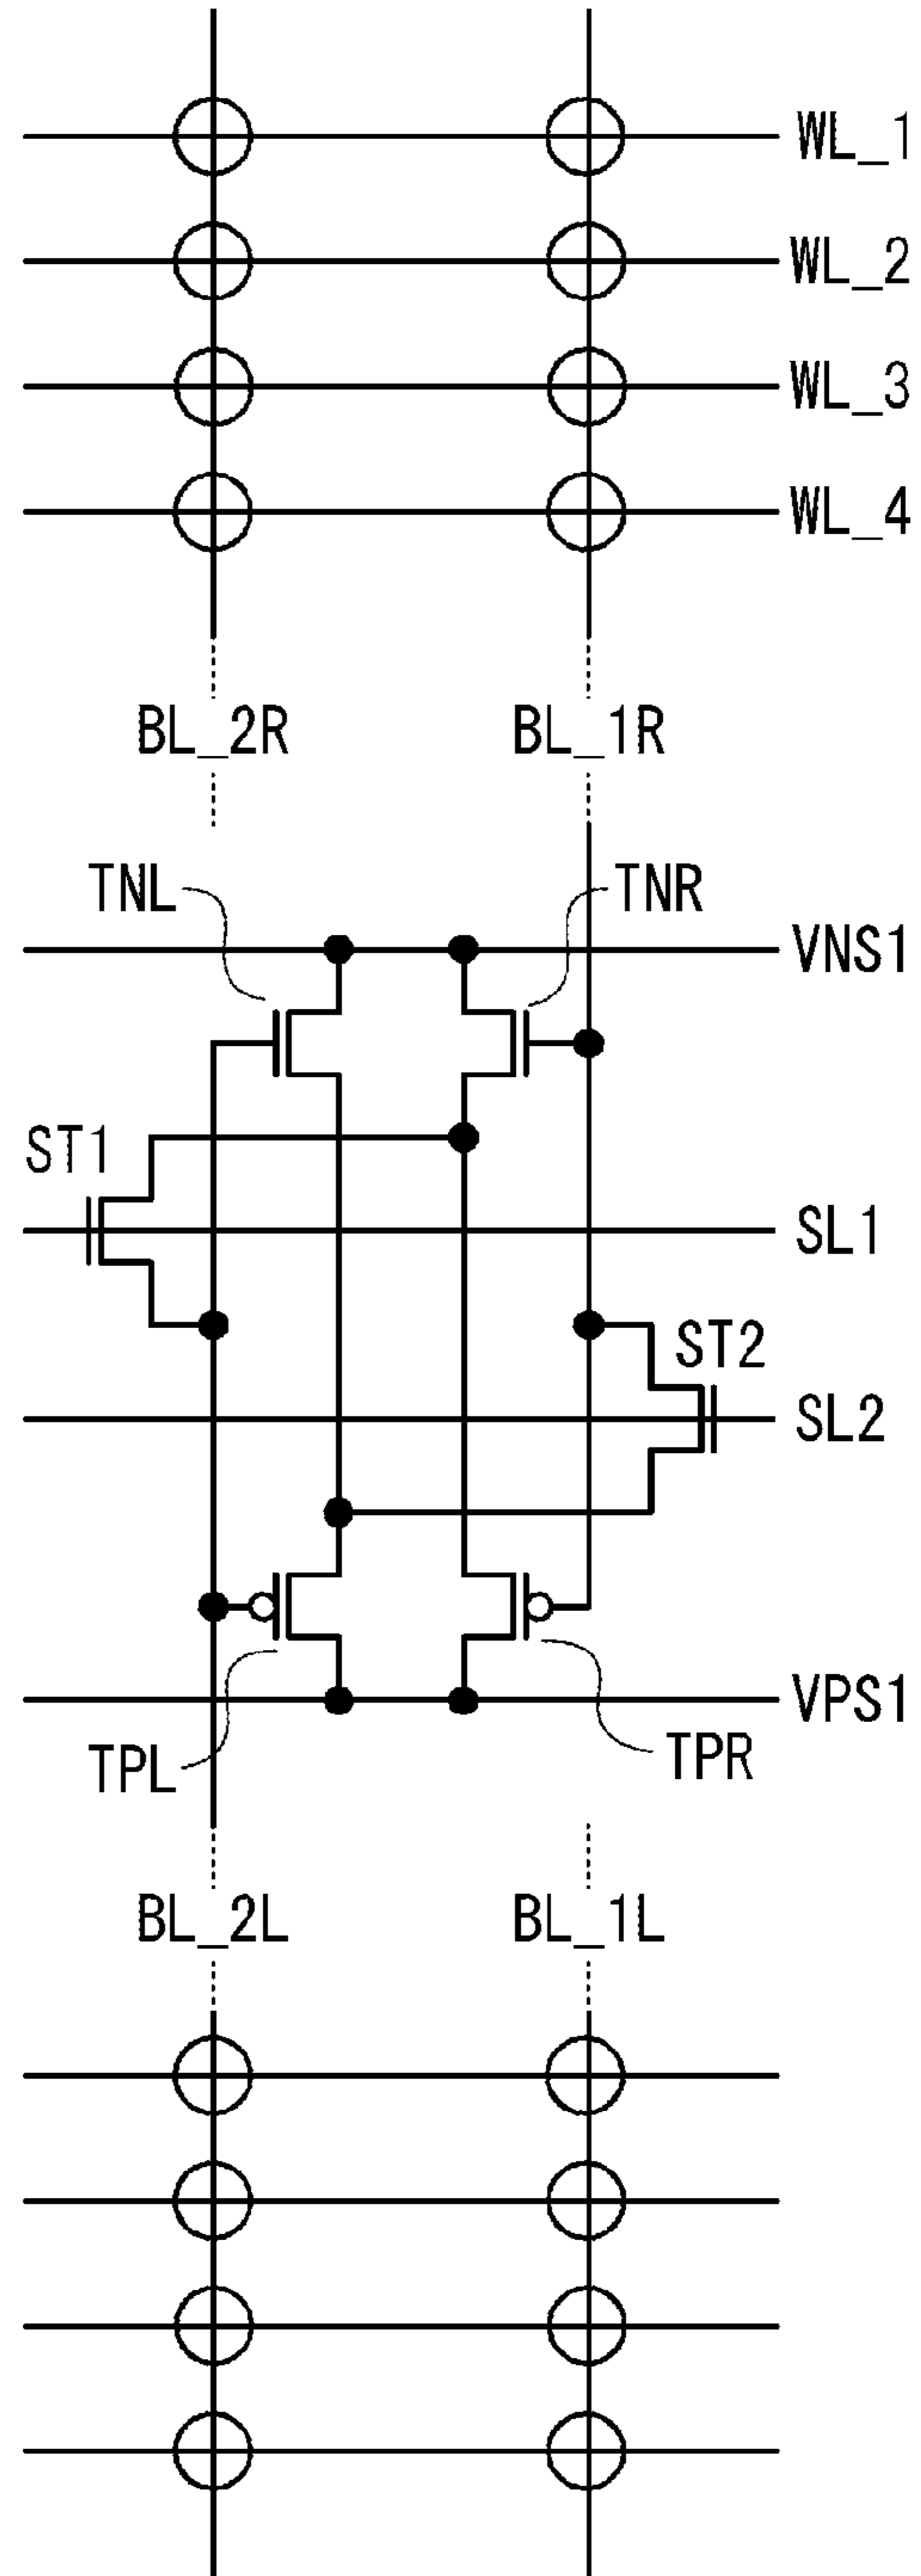 WL_1
WL_2
WL_3
WL_4
BL_2R BL_1R
TNL TNR
VNS1
ST1
SL1
ST2
SL2
VPS1
TPL TPR
BL_2L BL_1L